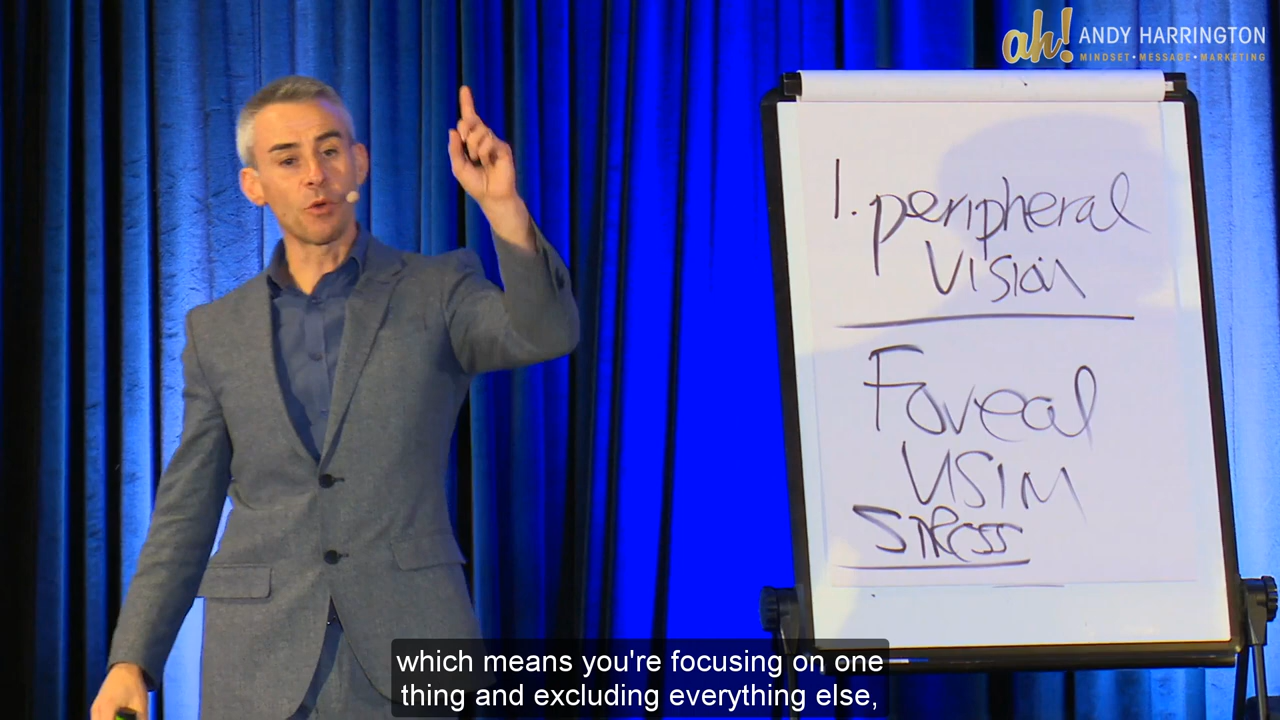 ah! ANDY HARRINGTON
MINDSET • MESSAGE • MARKETING
1. peripheral
Vision
Foveal
VISION
STRESS
which means you're focusing on one
thing and excluding everything else,